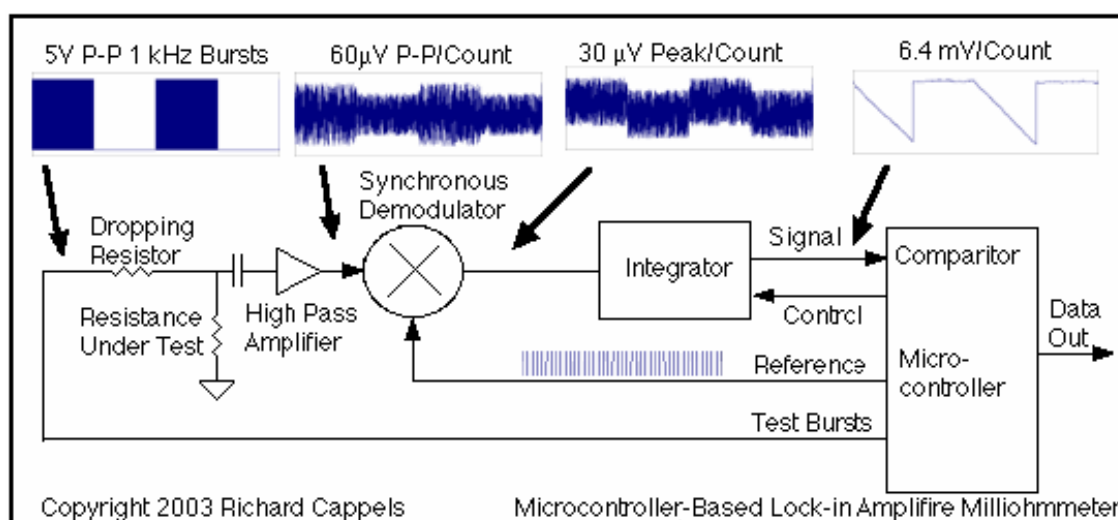 5V P-P 1 kHz Bursts
60µV P-P/Count
30 µV Peak/Count
6.4 mV/Count
Synchronous
Demodulator
Dropping
Resistor
Resistance
Under Test
High Pass
Amplifier
Integrator
Signal
Control
Comparitor
Micro-
controller
Data
Out
Reference
Test Bursts
Copyright 2003 Richard Cappels
Microcontroller-Based Lock-in Amplifire Milliohmmeter